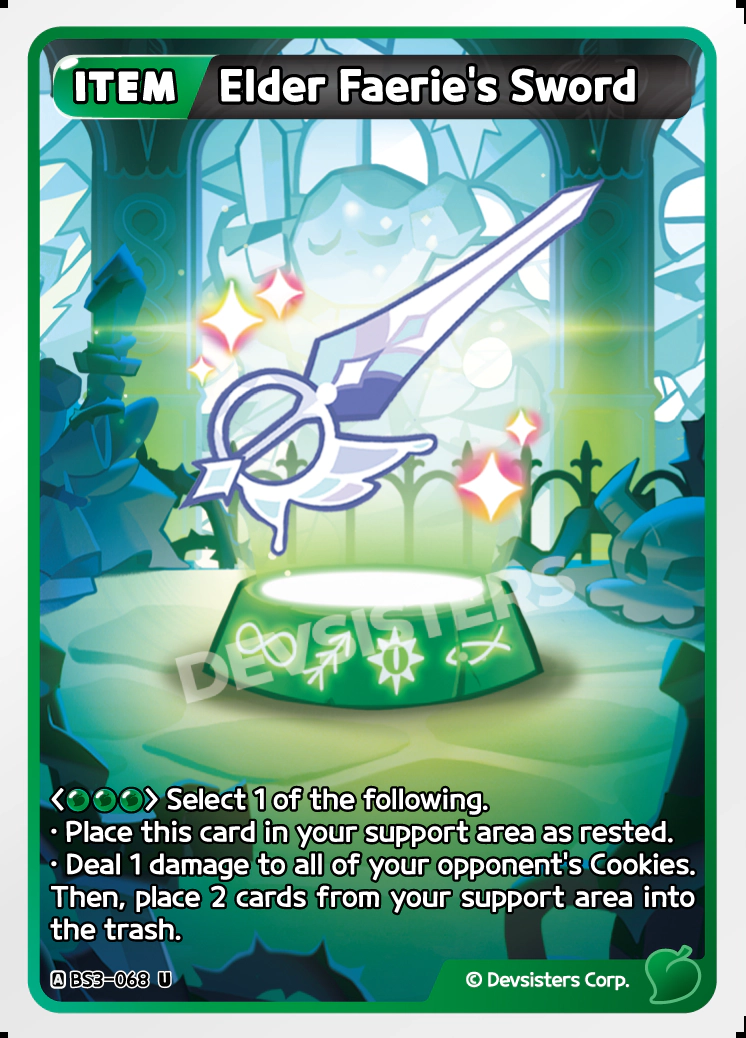 ITEM Elder Faerie's Sword
DEVSISTERS
<●●●> Select 1 of the following.
· Place this card in your support area as rested.
· Deal 1 damage to all of your opponent's Cookies.
Then, place 2 cards from your support area into
the trash.
A BS3-068 U © Devsisters Corp.